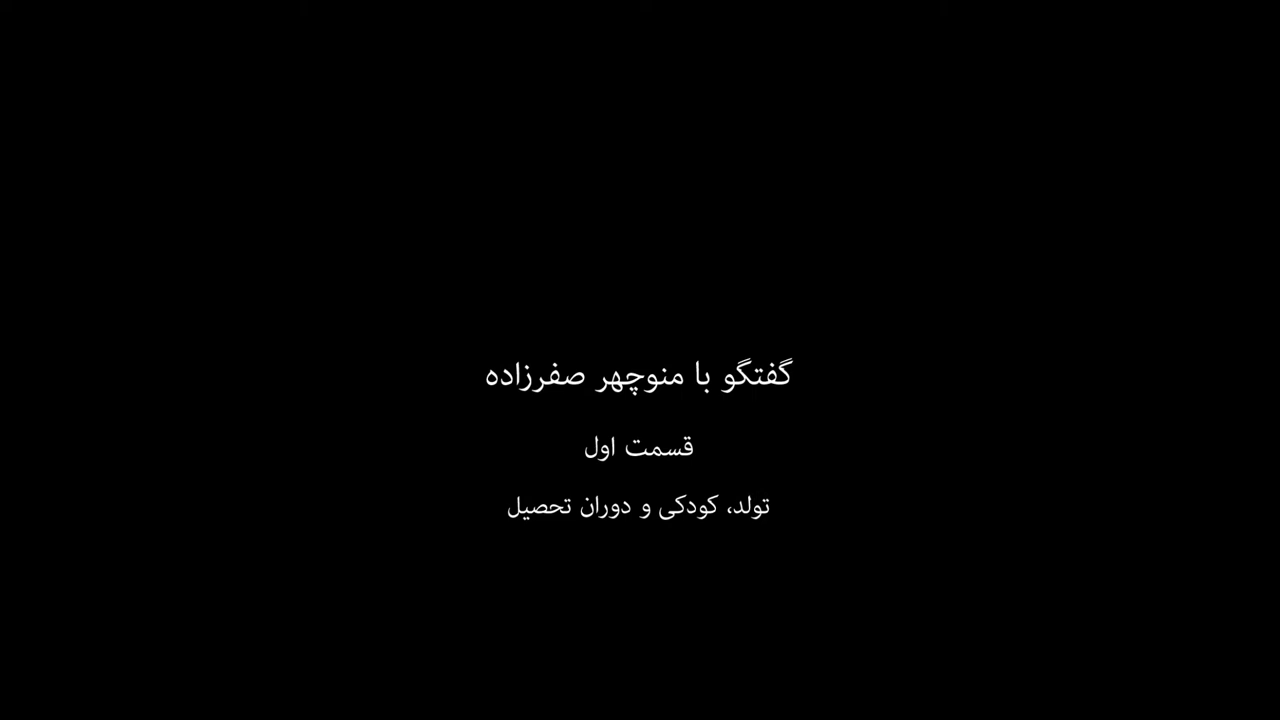 گفتگو با منوچهر صفرزاده
قسمت اول
تولد، کودکی و دوران تحصیل